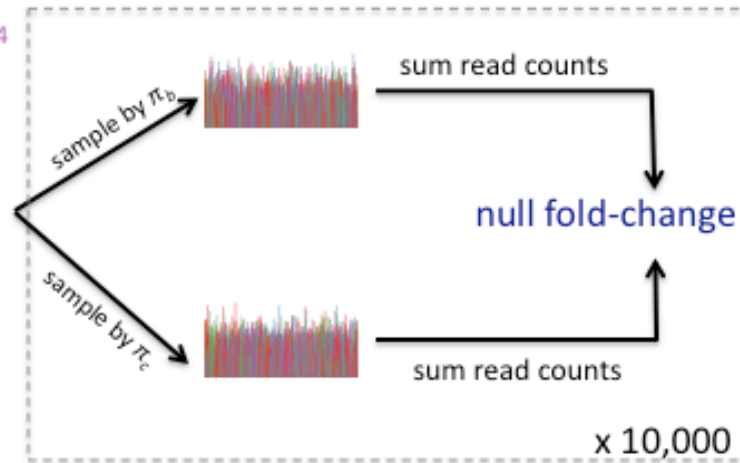 4
sum read counts
sample by π_b
null fold-change
sample by π_c
sum read counts
x 10,000